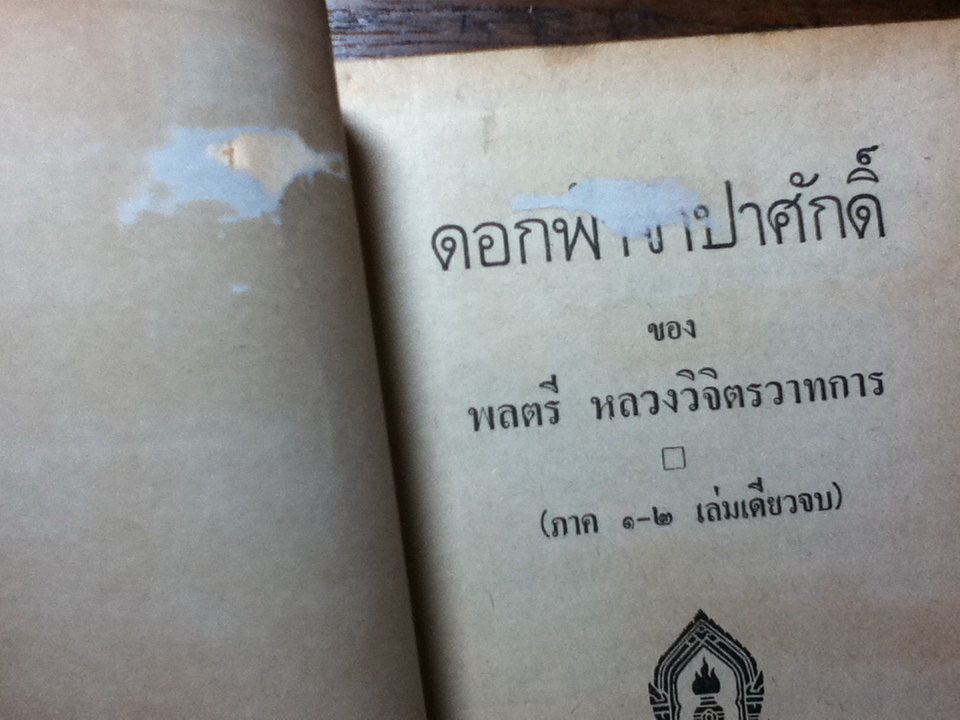 ของ
พลตรี หลวงวิจิตรวาทการ
(ภาค ๑-๒ เล่มเดียวจบ)